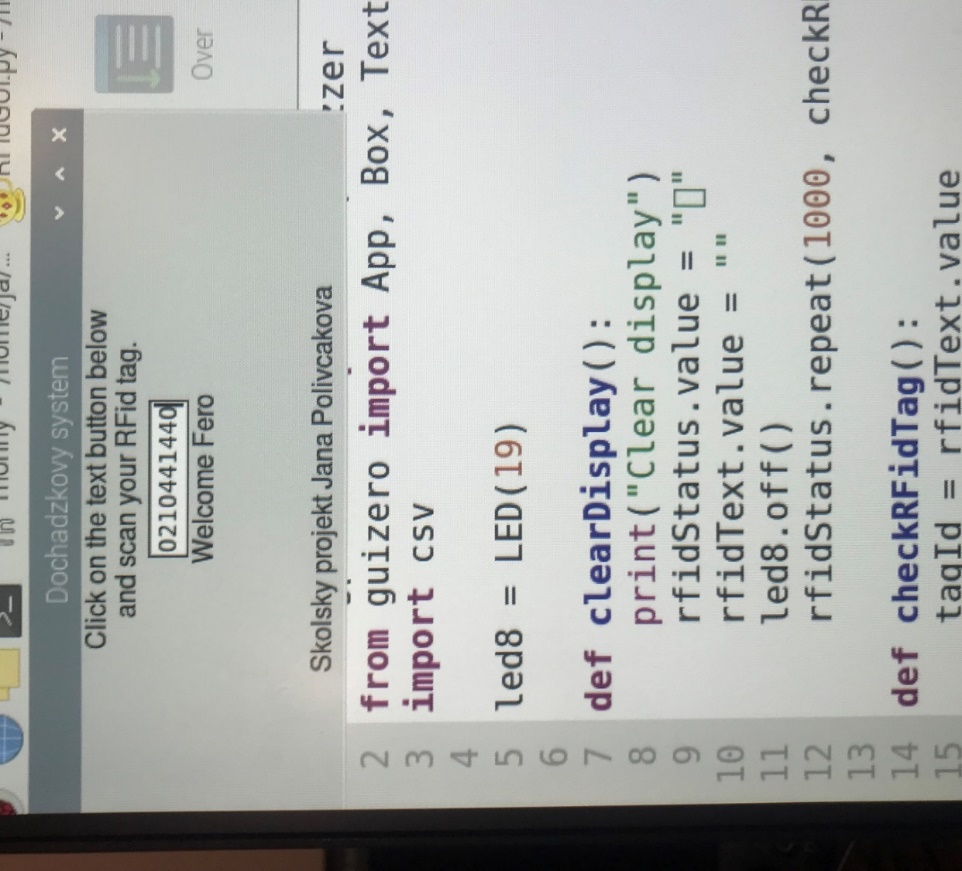 Thonny - /home/ja/...
Dochadzkovy system
Click on the text button below
and scan your RFid tag.
0210441440
Welcome Fero
Skolsky projekt Jana Polivcakova
Over
2 from guizero import App, Box, Text
3 import csv
4
5 led8 = LED(19)
6
7 def clearDisplay():
8 print("Clear display")
9 rfidStatus.value = "▯"
10 rfidText.value = ""
11 led8.off()
12 rfidStatus.repeat(1000, checkR
13
14 def checkRFidTag():
15 tagId = rfidText.value